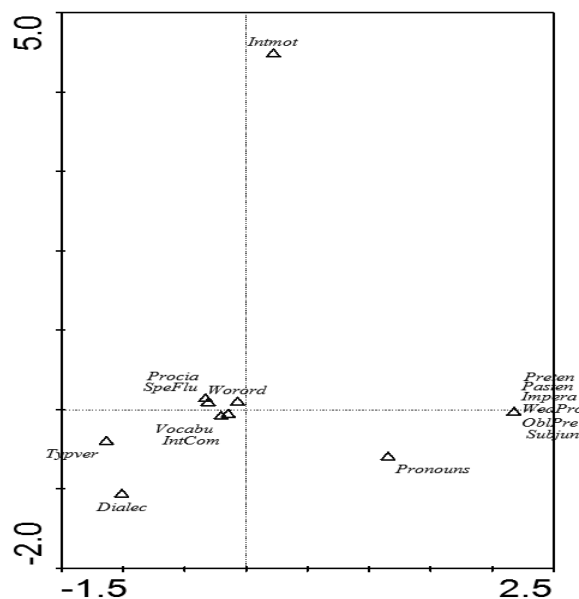 5.0
Intmot
Procia
SpeFlu
Worord
Preten
Pasten
Impera
WeaPro
OblPre
Subjun
Vocabu
IntCom
Typver
Dialec
Pronouns
-2.0
-1.5
2.5